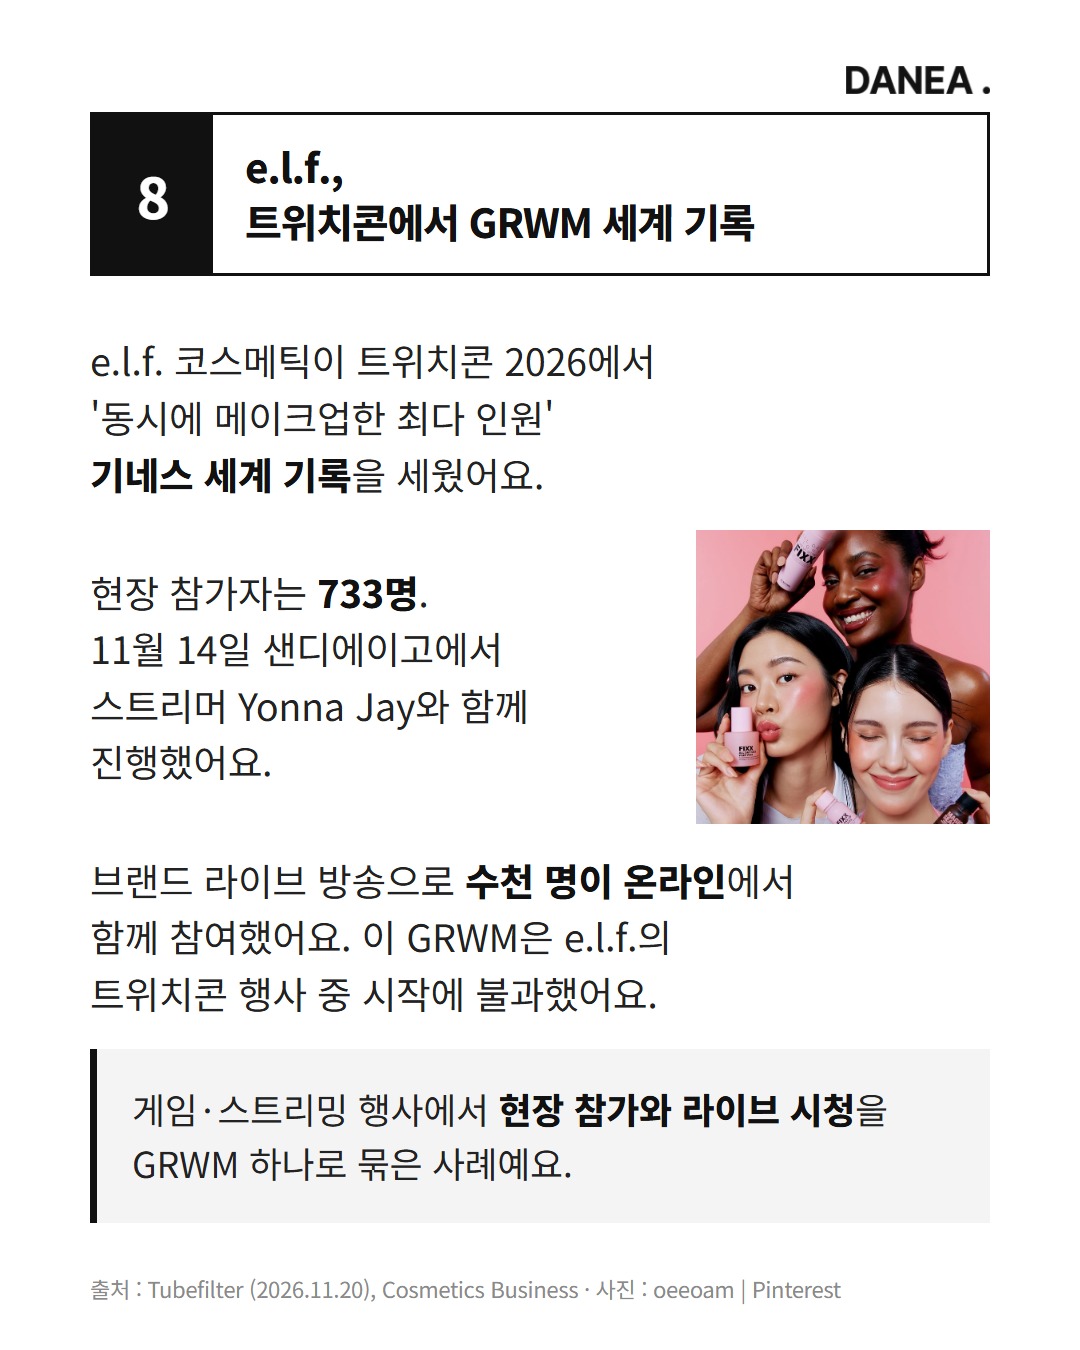 DANEA .
8
e.l.f.,
트위치콘에서 GRWM 세계 기록
e.l.f. 코스메틱이 트위치콘 2026에서
'동시에 메이크업한 최다 인원'
기네스 세계 기록을 세웠어요.
현장 참가자는 733명.
11월 14일 샌디에이고에서
스트리머 Yonna Jay와 함께
진행했어요.
FIXX
FIXX
브랜드 라이브 방송으로 수천 명이 온라인에서
함께 참여했어요. 이 GRWM은 e.l.f.의
트위치콘 행사 중 시작에 불과했어요.
게임·스트리밍 행사에서 현장 참가와 라이브 시청을
GRWM 하나로 묶은 사례예요.
출처 : Tubefilter (2026.11.20), Cosmetics Business · 사진 : oeeoam | Pinterest